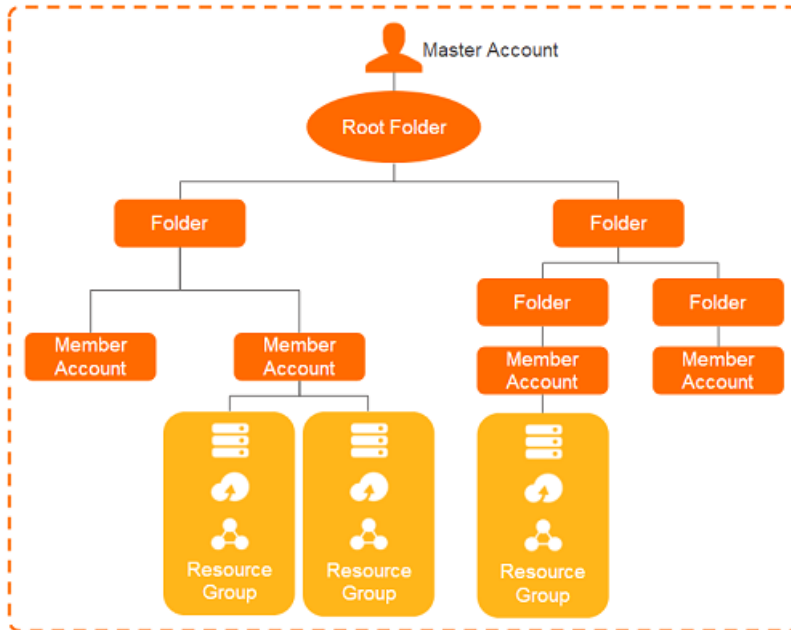 Master Account
Root Folder
Folder
Folder
Folder
Folder
Member
Account
Member
Account
Member
Account
Member
Account
Resource
Group
Resource
Group
Resource
Group